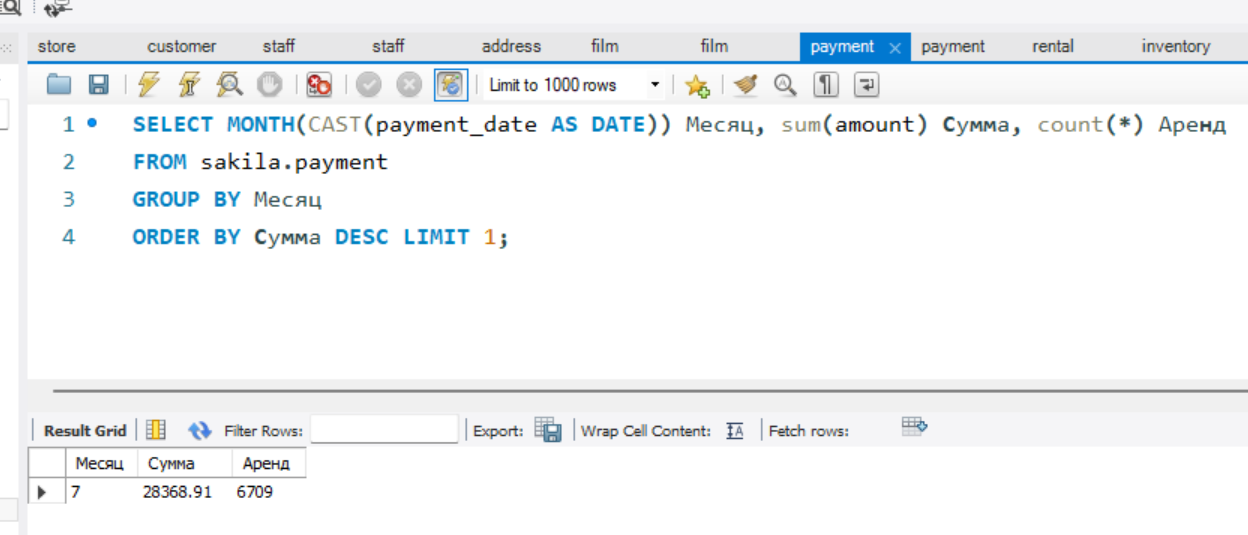 store customer staff staff address film film payment payment rental inventory
Limit to 1000 rows
1 SELECT MONTH(CAST(payment_date AS DATE)) Месяц, sum(amount) Сумма, count(*) Аренд
2 FROM sakila.payment
3 GROUP BY Месяц
4 ORDER BY Сумма DESC LIMIT 1;
Result Grid Filter Rows: Export: Wrap Cell Content: IA Fetch rows:
Месяц Сумма Аренд
7 28368.91 6709